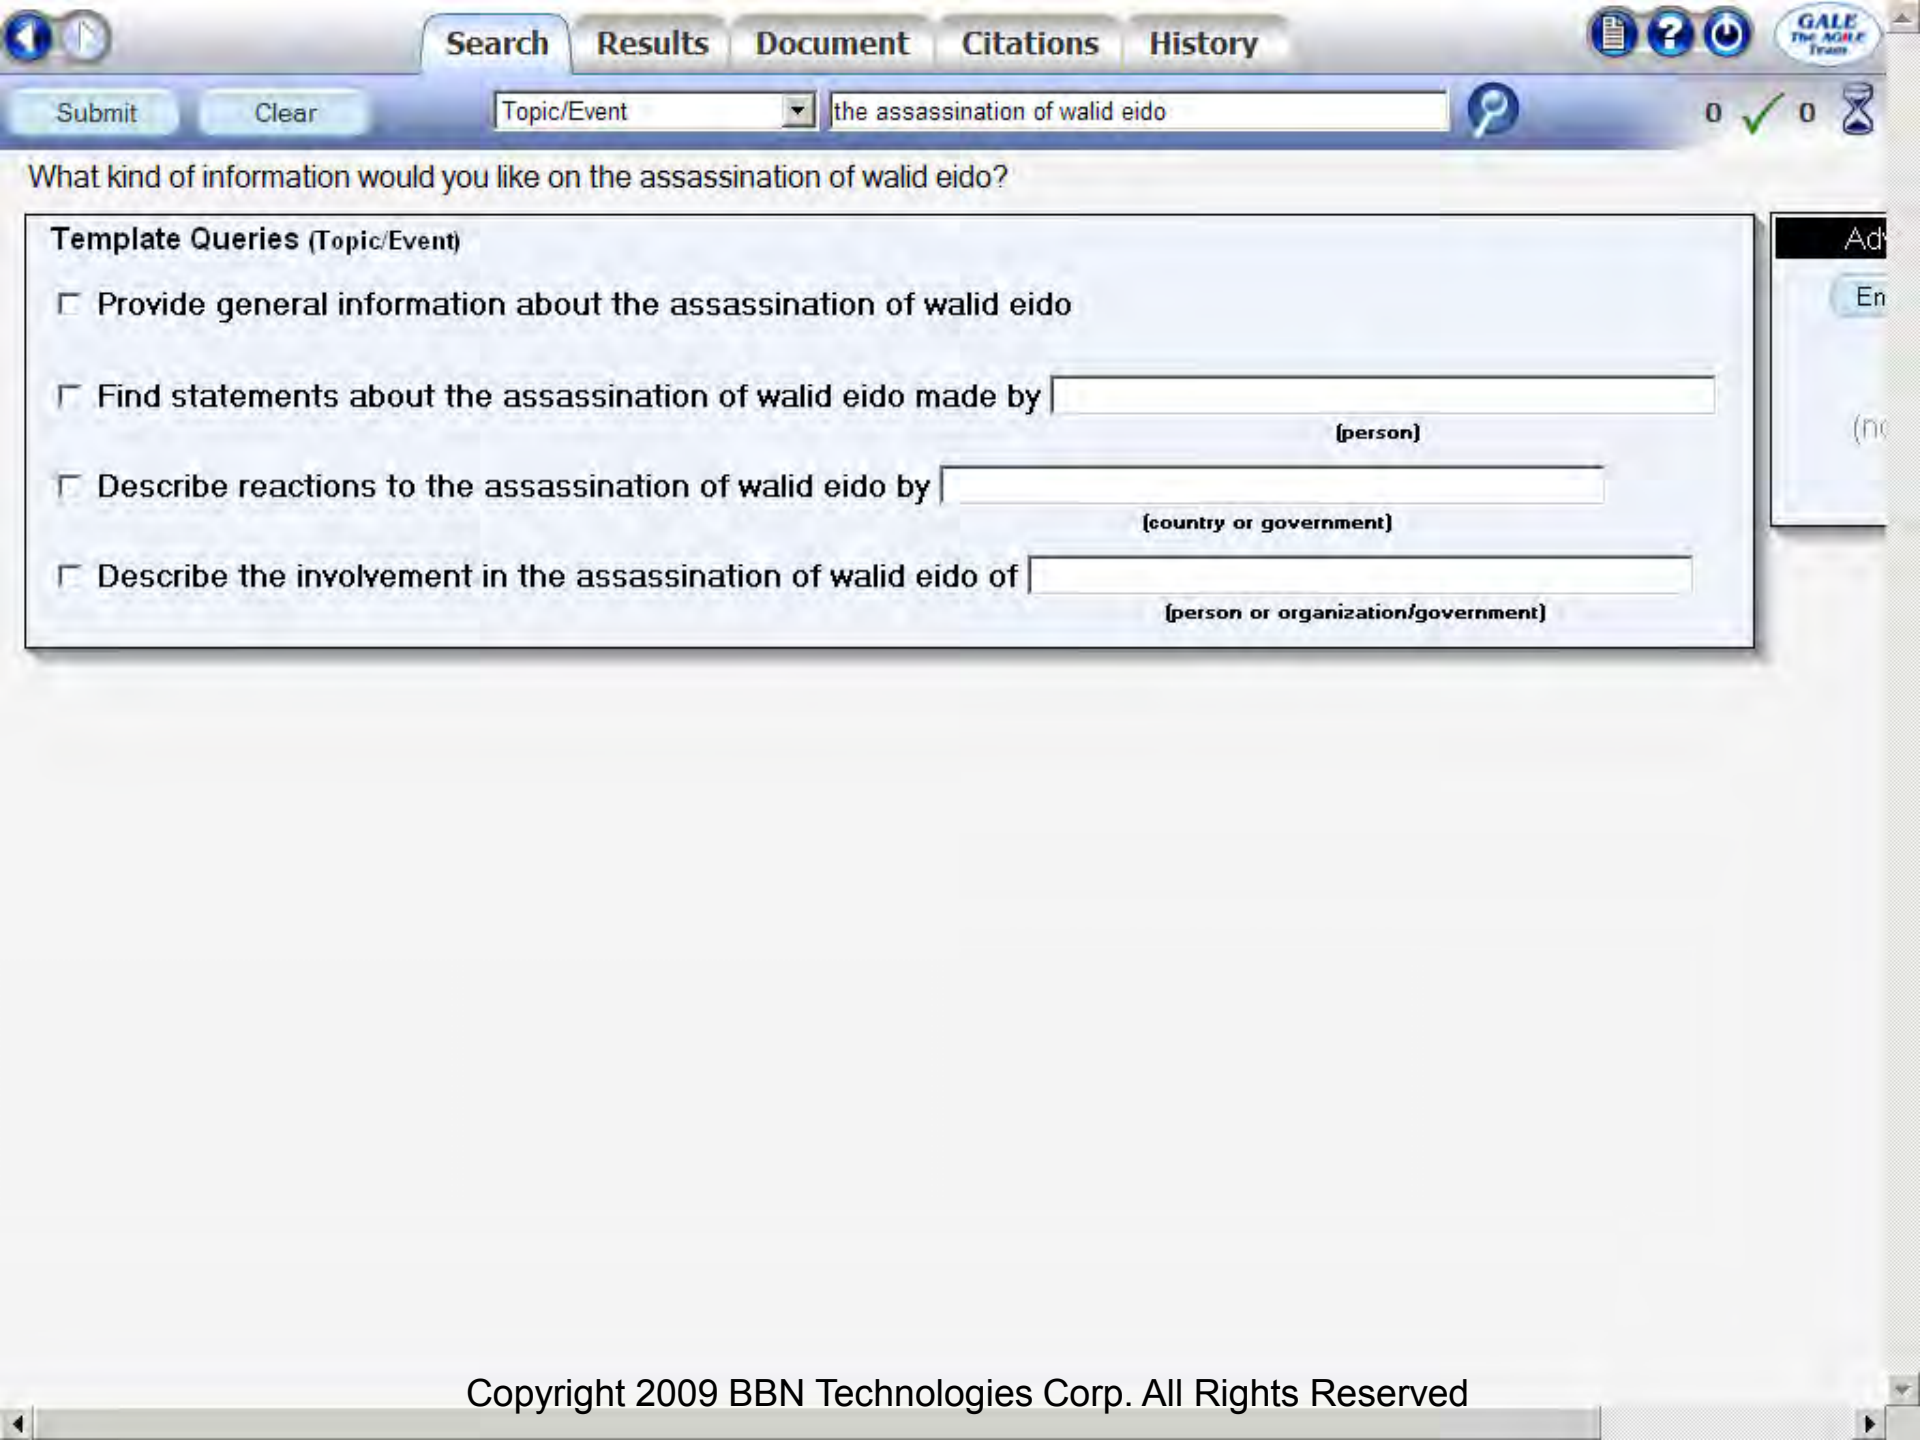 Search Results Document Citations History
GALE
The AGILE
Team
Submit Clear Topic/Event the assassination of walid eido 0 0
What kind of information would you like on the assassination of walid eido?
Template Queries (Topic/Event)
Provide general information about the assassination of walid eido
Find statements about the assassination of walid eido made by
(person)
Describe reactions to the assassination of walid eido by
(country or government)
Describe the involvement in the assassination of walid eido of
(person or organization/government)
Copyright 2009 BBN Technologies Corp. All Rights Reserved